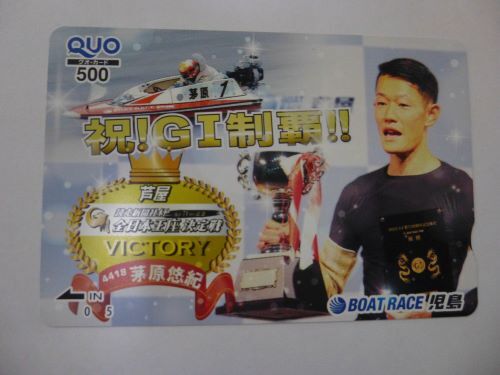 QUO
クオ・カード
500
茅原 1
祝!GI制覇!!
芦屋
全日本王座決定戦
VICTORY
4418 茅原悠紀
IN
0 5
BOAT RACE 児島